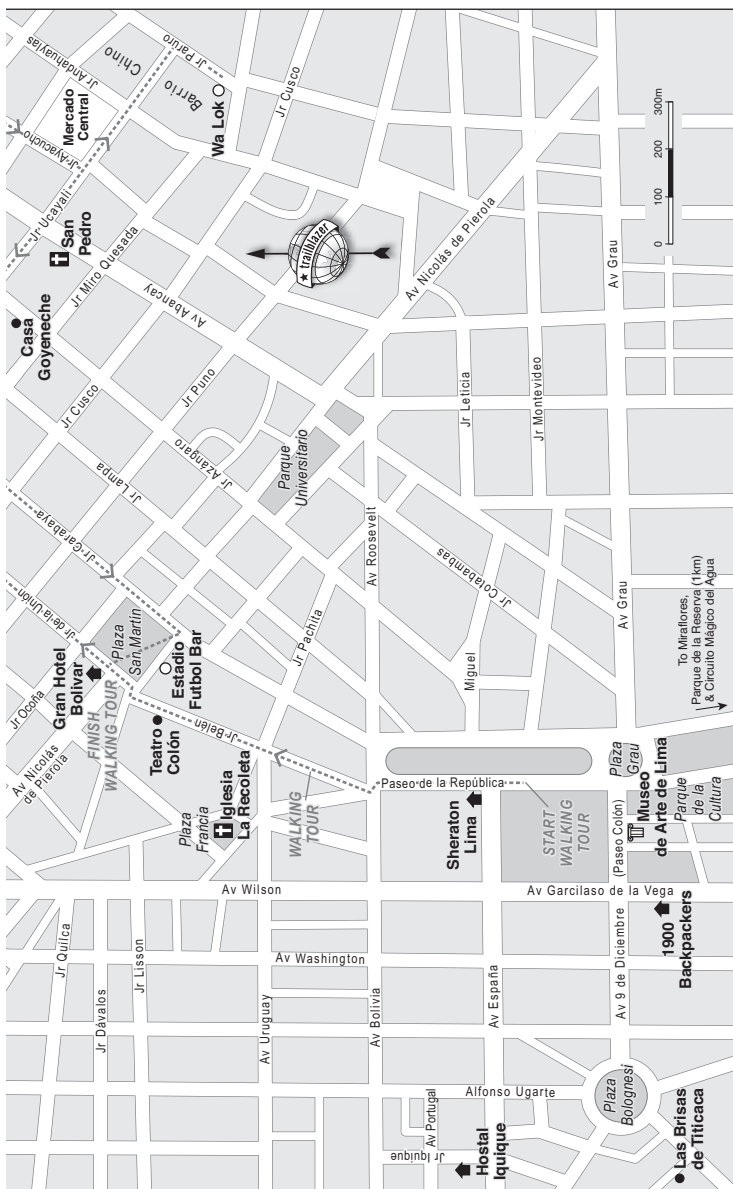 Jr Andahuaylas
Chino
Jr Paruro
Barrio
Mercado
Central
Jr Ayacucho
Wa Lok
Jr Cusco
Jr Ucayali
San
Pedro
Jr Miro Quesada
Casa
Goyeneche
Av Abancay
★ trailblazer
Av Nicolás de Pierola
Av Grau
0
100
200
300m
Jr Cusco
Jr Puno
Jr Lampa
Jr Azángaro
Parque
Universitario
Jr Leticia
Jr Montevideo
Jr Carabaya
Jr de la Unión
Plaza
San Martín
Av Roosevelt
Jr Cotabambas
Jr Ocoña
Gran Hotel
Bolivar
Estadio
Futbol Bar
Jr Pachita
Miguel
Av Grau
To Miraflores,
Parque de la Reserva (1km)
& Circuito Mágico del Agua
Av Nicolás
de Pierola
FINISH
WALKING TOUR
Teatro
Colón
Jr Belén
Plaza
Francia
Iglesia
La Recoleta
WALKING
TOUR
Paseo de la República
Plaza
Grau
Sheraton
Lima
START
WALKING
TOUR
(Paseo Colón)
Museo
de Arte de Lima
Parque
de la
Cultura
Av Wilson
Av Garcilaso de la Vega
1900
Backpackers
Jr Quilca
Jr Lisson
Av Washington
Jr Dávalos
Av Uruguay
Av Bolivia
Av España
Av 9 de Diciembre
Alfonso Ugarte
Plaza
Bolognesi
Av Portugal
Jr Iquique
Hostal
Iquique
Las Brisas
de Titicaca